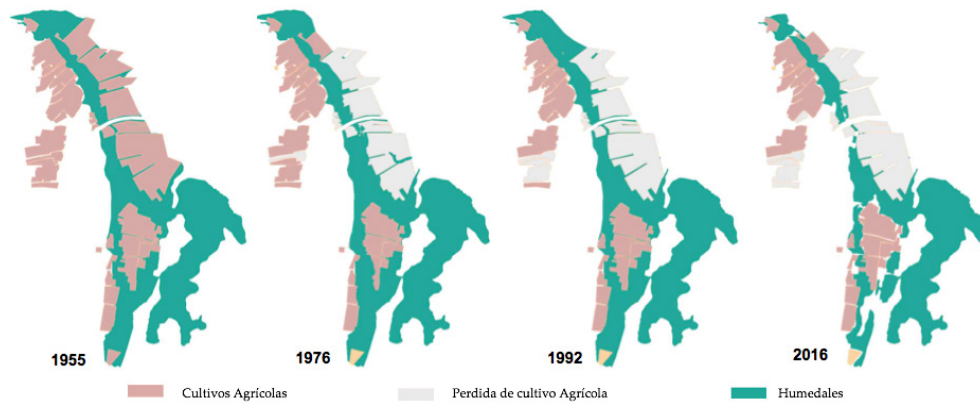 1955
1976
1992
2016
Cultivos Agrícolas
Perdida de cultivo Agrícola
Humedales